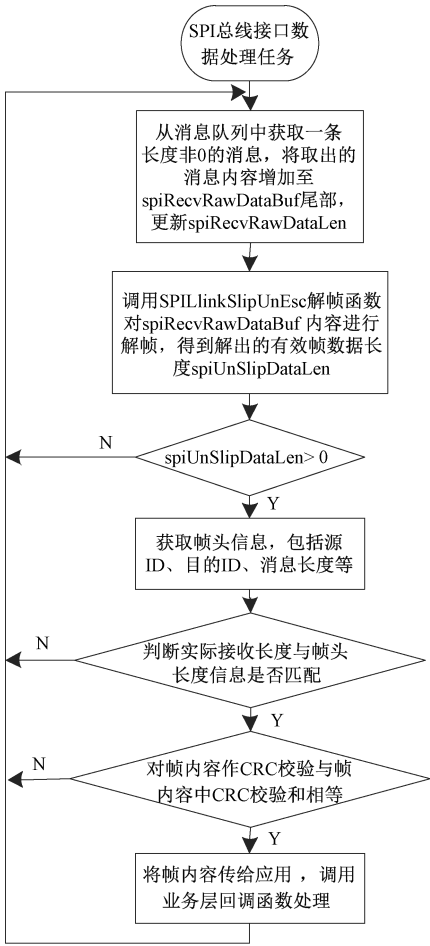 SPI总线接口数
据处理任务
从消息队列中获取一条
长度非0的消息，将取出的
消息内容增加至
spiRecvRawDataBuf尾部，
更新spiRecvRawDataLen
调用SPILlinkSlipUnEsc解帧函数
对spiRecvRawDataBuf 内容进行
解帧，得到解出的有效帧数据长
度spiUnSlipDataLen
N
spiUnSlipDataLen> 0
Y
获取帧头信息，包括源
ID、目的ID、消息长度等
N
判断实际接收长度与帧头
长度信息是否匹配
Y
N
对帧内容作CRC校验与帧
内容中CRC校验和相等
Y
将帧内容传给应用 ，调用
业务层回调函数处理